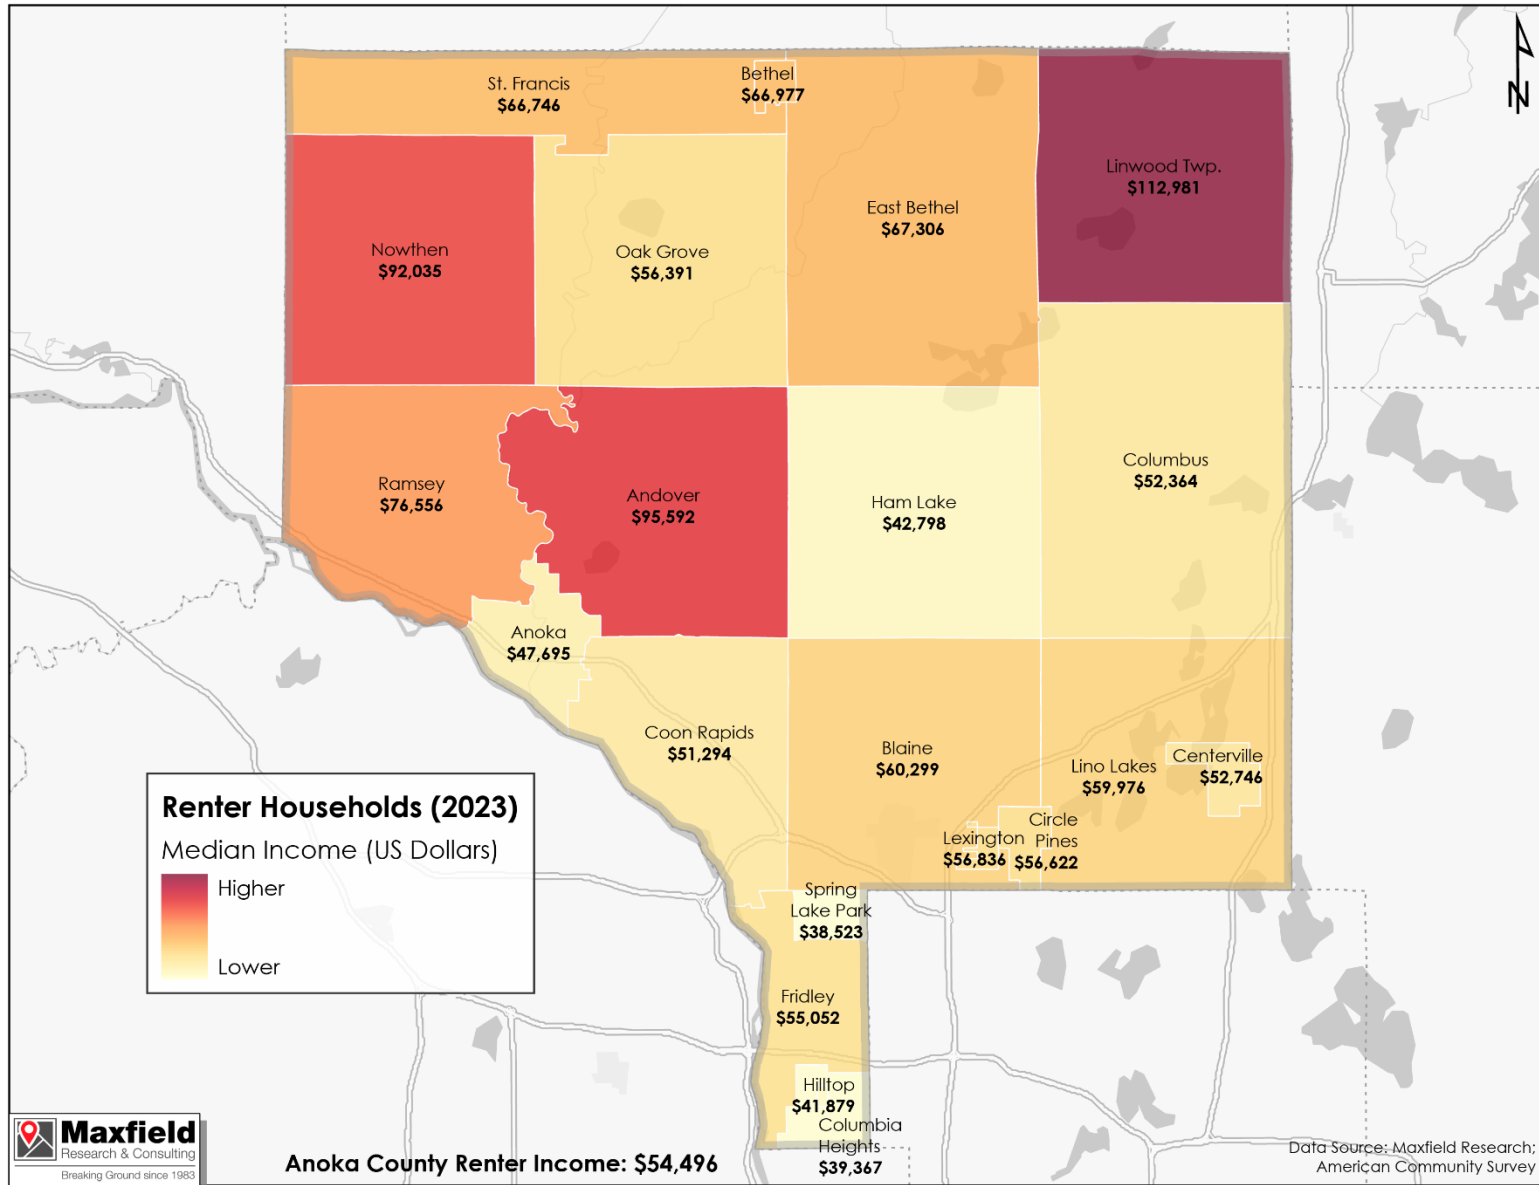 St. Francis
$66,746
Bethel
$66,977
Linwood Twp.
$112,981
East Bethel
$67,306
Nowthen
$92,035
Oak Grove
$56,391
N
Ramsey
$76,556
Andover
$95,592
Ham Lake
$42,798
Columbus
$52,364
Anoka
$47,695
Coon Rapids
$51,294
Blaine
$60,299
Lino Lakes
$59,976
Centerville
$52,746
Lexington
$56,836
Circle
Pines
$56,622
Spring
Lake Park
$38,523
Fridley
$55,052
Hilltop
$41,879
Columbia
Heights
$39,367
Renter Households (2023)
Median Income (US Dollars)
Higher
Lower
Maxfield
Research & Consulting
Breaking Ground since 1983
Anoka County Renter Income: $54,496
Data Source: Maxfield Research;
American Community Survey